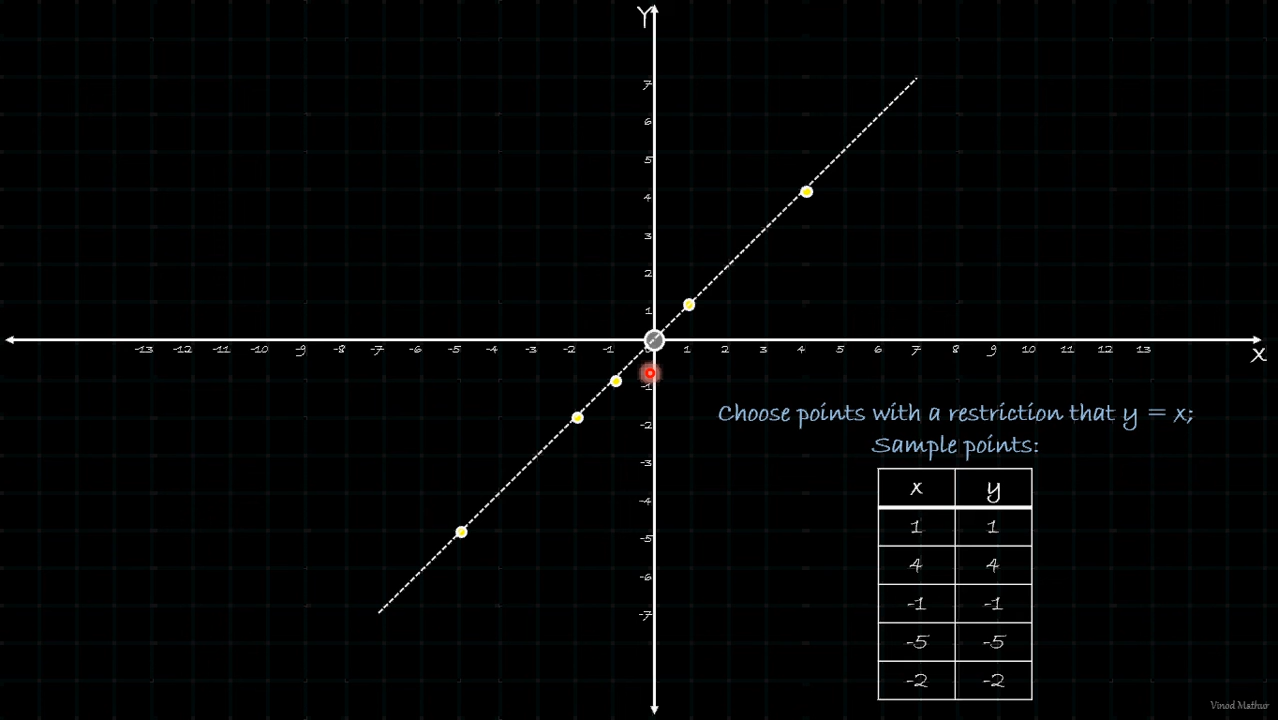 Y
7
6
5
4
3
2
1
-13 -12 -11 -10 -9 -8 -7 -6 -5 -4 -3 -2 -1 1 2 3 4 5 6 7 8 9 10 11 12 13
X
-1
-2
-3
-4
-5
-6
-7
Choose points with a restriction that y = x;
Sample points:
x y
1 1
4 4
-1 -1
-5 -5
-2 -2
Vinod Mathur